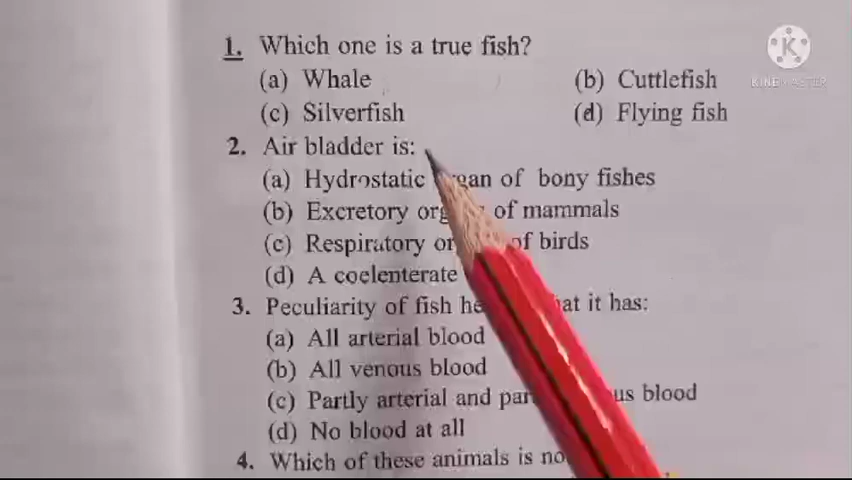 1. Which one is a true fish?
(a) Whale (b) Cuttlefish
(c) Silverfish (d) Flying fish
2. Air bladder is:
(a) Hydrostatic of bony fishes
(b) Excretory of mammals
(c) Respiratory of birds
(d) A coelenterate
3. Peculiarity of fish it has:
(a) All arterial blood
(b) All venous blood
(c) Partly arterial and blood
(d) No blood at all
4. Which of these animals is
K
KINEMASTER